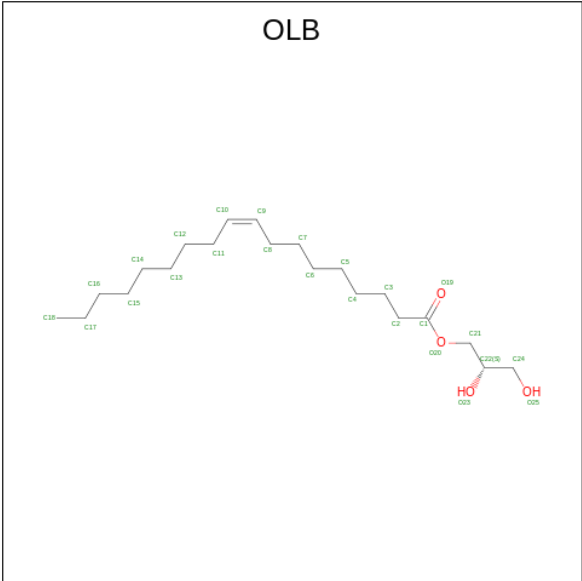 OLB
C10 C9
C12 C7
C11 C8
C14 C5
C13 C6
C16 C3 O19
C15 C4 O
C18 C17 C2 C1
O O20 C21
C22(S) C24
HO OH
O23 O25